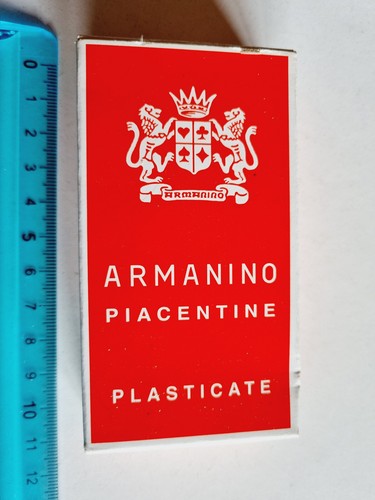 V.G.M.
ARMANINO
ARMANINO
PIACENTINE
PLASTICATE
0
1
2
3
4
5
6
7
8
9
10
11
12